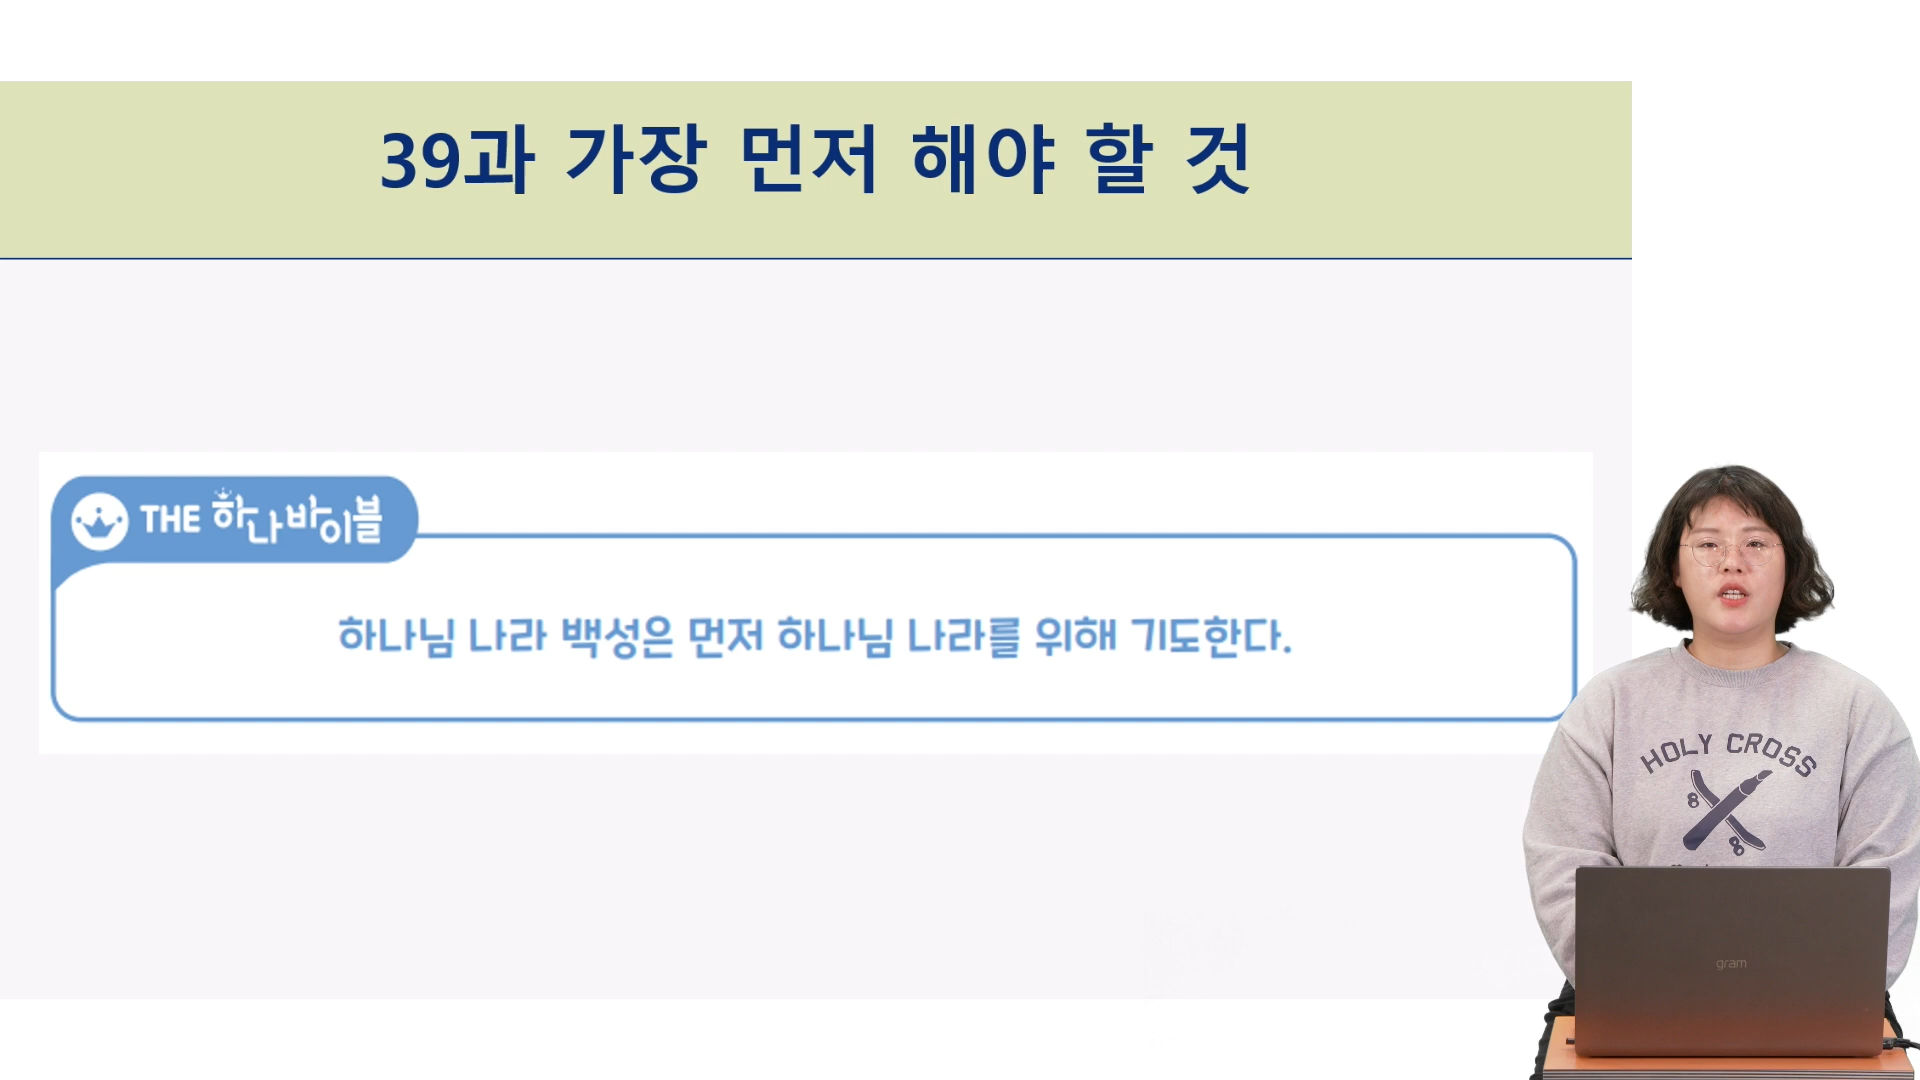 39과 가장 먼저 해야 할 것
THE 하나바이블
하나님 나라 백성은 먼저 하나님 나라를 위해 기도한다.
HOLY CROSS
gram